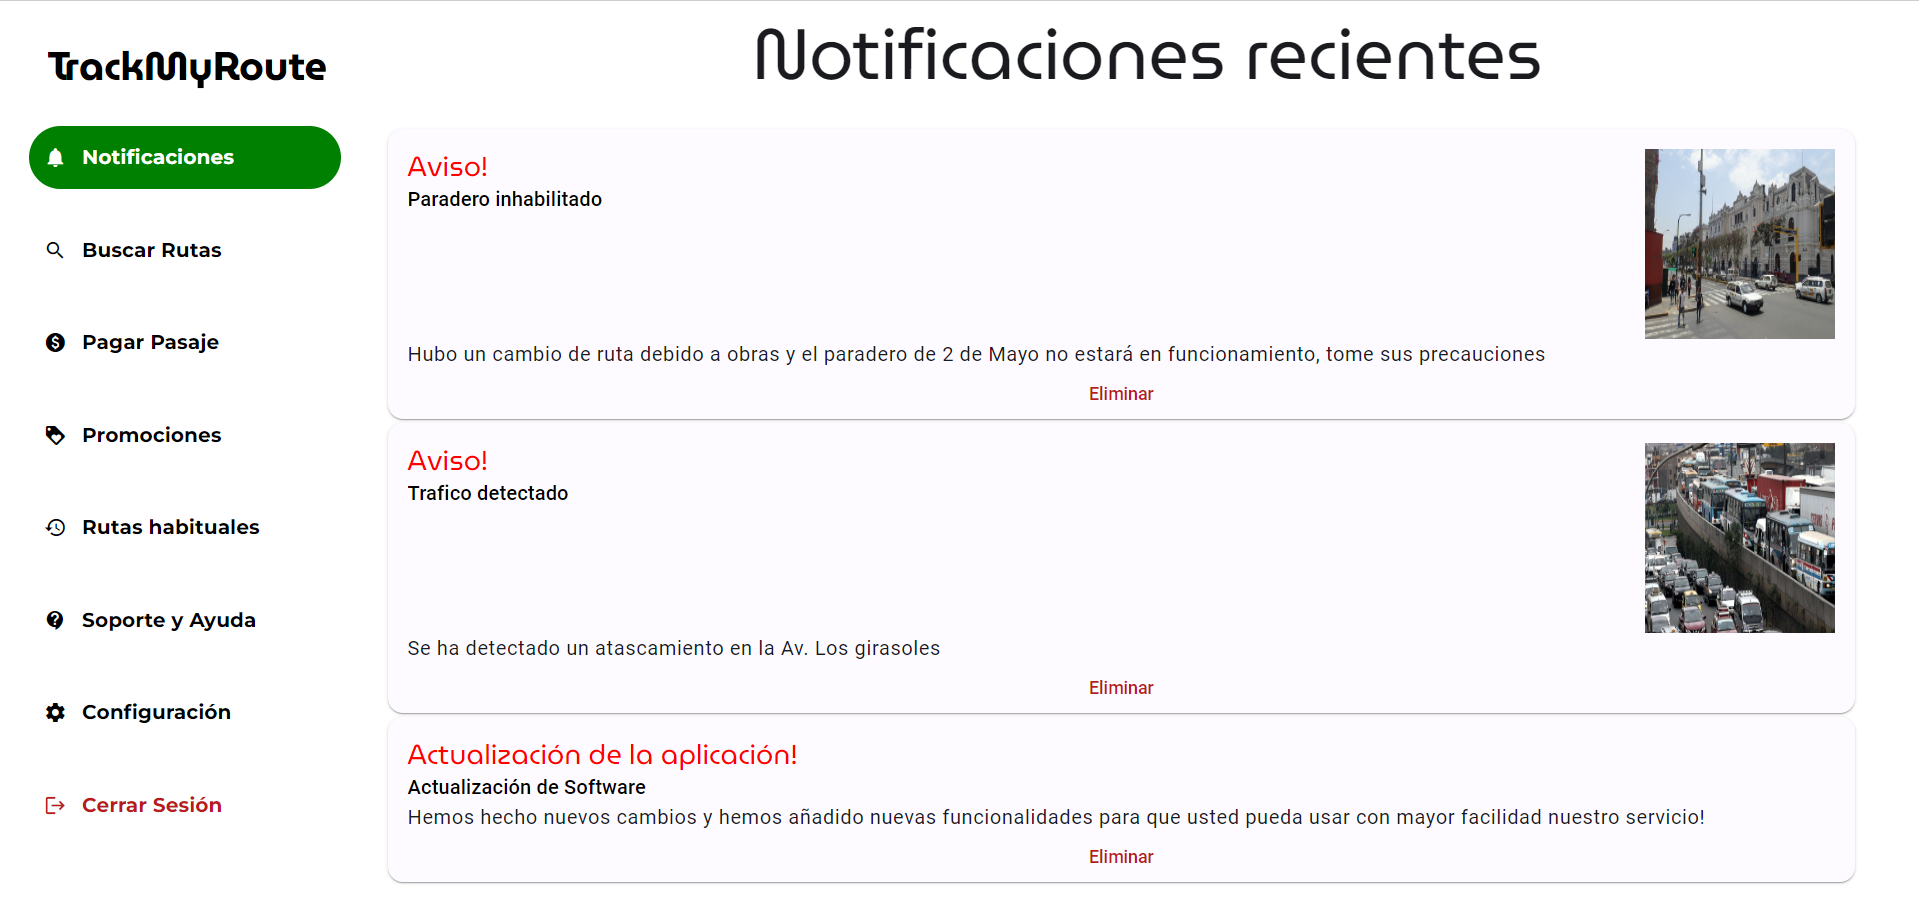 TrackMyRoute
Notificaciones
Buscar Rutas
Pagar Pasaje
Promociones
Rutas habituales
Soporte y Ayuda
Configuración
Cerrar Sesión
Notificaciones recientes
Aviso!
Paradero inhabilitado
Hubo un cambio de ruta debido a obras y el paradero de 2 de Mayo no estará en funcionamiento, tome sus precauciones
Eliminar
Aviso!
Trafico detectado
Se ha detectado un atascamiento en la Av. Los girasoles
Eliminar
Actualización de la aplicación!
Actualización de Software
Hemos hecho nuevos cambios y hemos añadido nuevas funcionalidades para que usted pueda usar con mayor facilidad nuestro servicio!
Eliminar